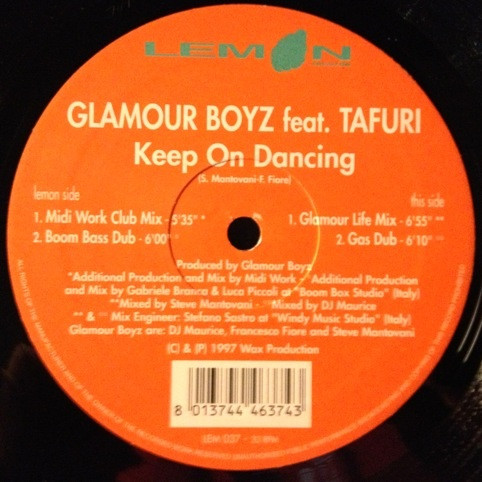 LEMON
GLAMOUR BOYZ feat. TAFURI
Keep On Dancing
(S. Mantovani-F. Fiore)
lemon side
this side
1. Midi Work Club Mix - 5'35" *
2. Boom Bass Dub - 6'00" *
1. Glamour Life Mix - 6'55" **
2. Gas Dub - 6'10" **
Produced by Glamour Boyz
*Additional Production and Mix by Midi Work - *Additional Production
and Mix by Gabriele Branca & Luca Piccoli at "Boom Box Studio" (Italy)
**Mixed by Steve Mantovani - **Mixed by DJ Maurice
** & ** Mix Engineer: Stefano Sastro at "Windy Music Studio" (Italy)
Glamour Boyz are: DJ Maurice, Francesco Fiore and Steve Mantovani
(C) & (P) 1997 Wax Production
8 013744 463743
LEM 037 - 33 RPM